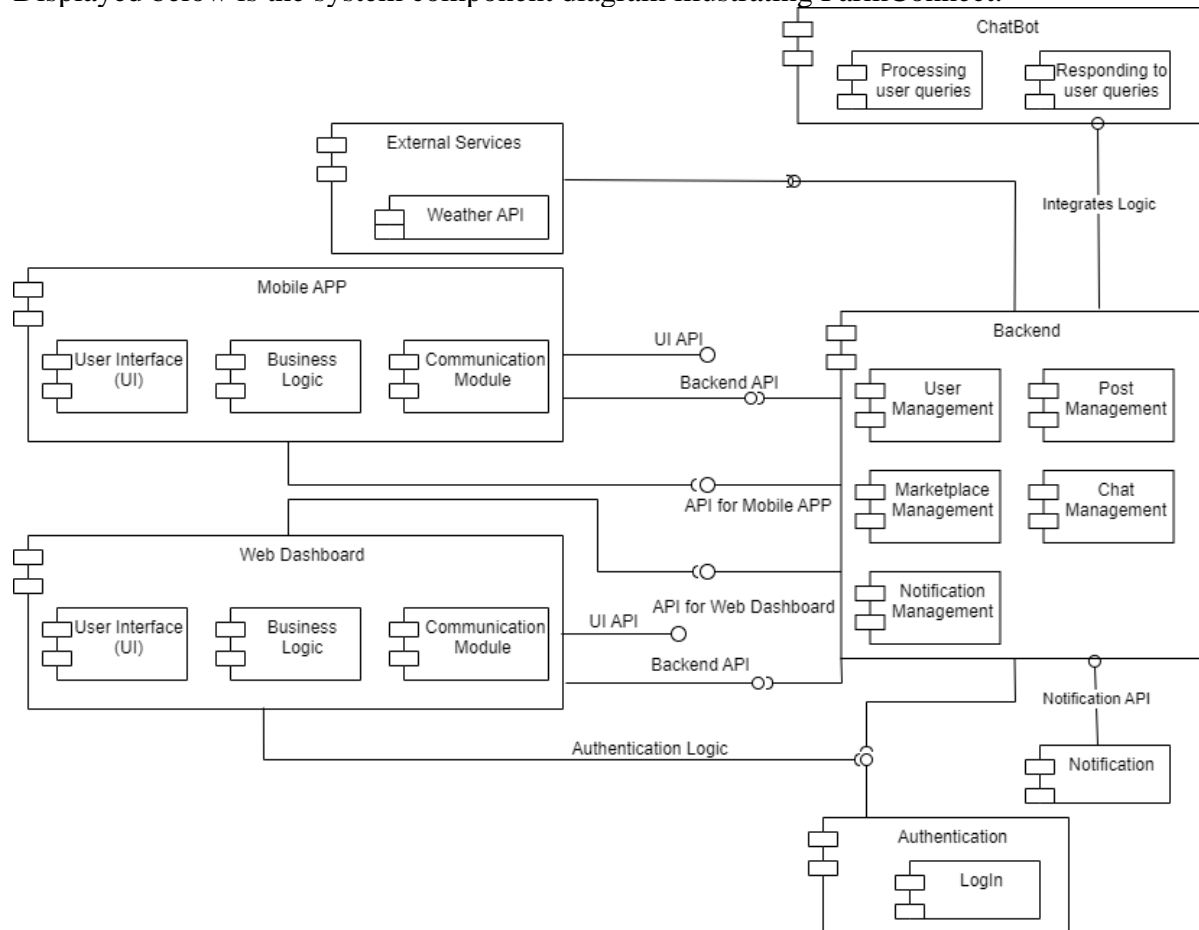 Displayed below is the system component diagram illustrating FarmConnect.
ChatBot
Processing
user queries
Responding to
user queries
External Services
Weather API
Integrates Logic
Mobile APP
User Interface
(UI)
Business
Logic
Communication
Module
UI API
Backend API
API for Mobile APP
Backend
User
Management
Post
Management
Marketplace
Management
Chat
Management
Notification
Management
Web Dashboard
User Interface
(UI)
Business
Logic
Communication
Module
API for Web Dashboard
UI API
Backend API
Authentication Logic
Notification API
Notification
Authentication
LogIn